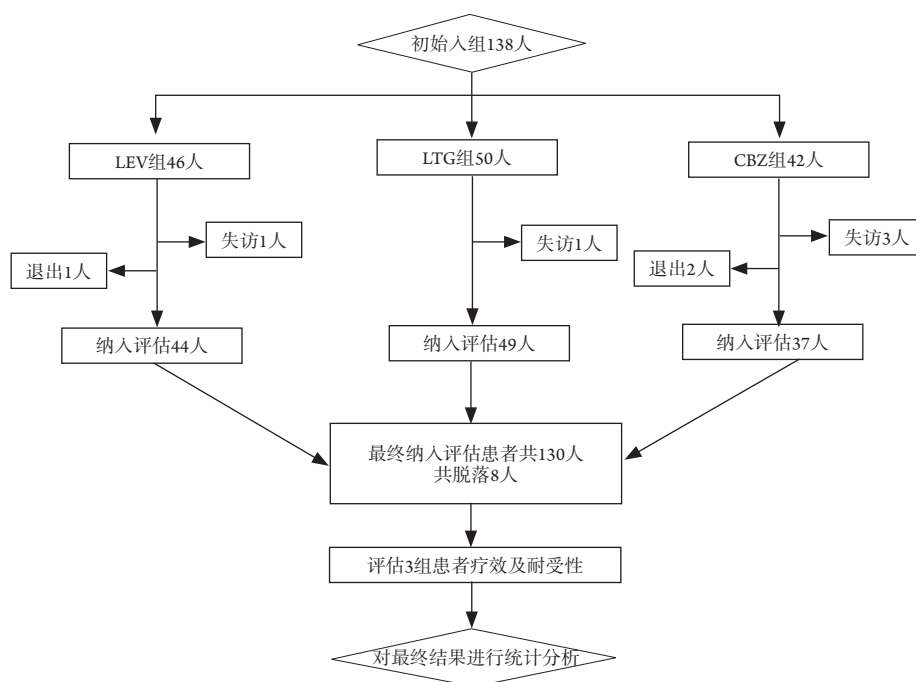 初始入组138人
LEV组46人
LTG组50人
CBZ组42人
失访1人
失访1人
失访3人
退出1人
退出2人
纳入评估44人
纳入评估49人
纳入评估37人
最终纳入评估患者共130人
共脱落8人
评估3组患者疗效及耐受性
对最终结果进行统计分析